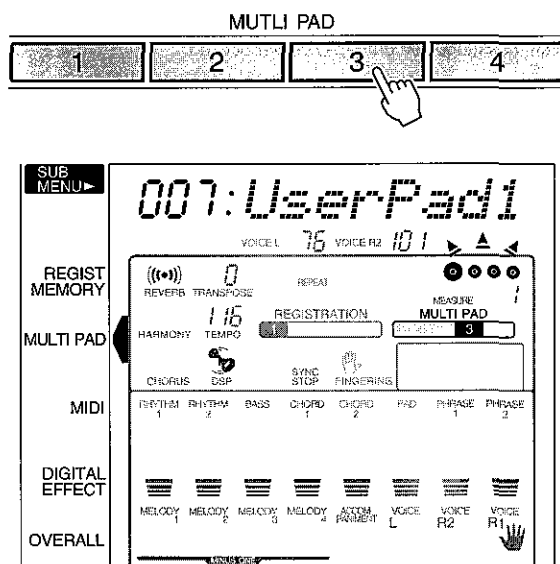 MUTLI PAD
1 2 3 4
SUB MENU►
007:UserPad1
VOICE L 76 VOICE R2 101
REGIST MEMORY
REVERB 0 TRANSPOSE REPEAT
MEASURE 1
116 REGISTRATION MULTI PAD
1 3
MULTI PAD
HARMONY TEMPO
CHORUS DSP SYNC STOP FINGERING
MIDI
RHYTHM 1 RHYTHM 2 BASS CHORD 1 CHORD 2 PAD PHRASE 1 PHRASE 2
DIGITAL EFFECT
MELODY 1 MELODY 2 MELODY 3 MELODY 4 ACCOMPANIMENT VOICE L VOICE R2 VOICE R1
OVERALL
MINUS ONE